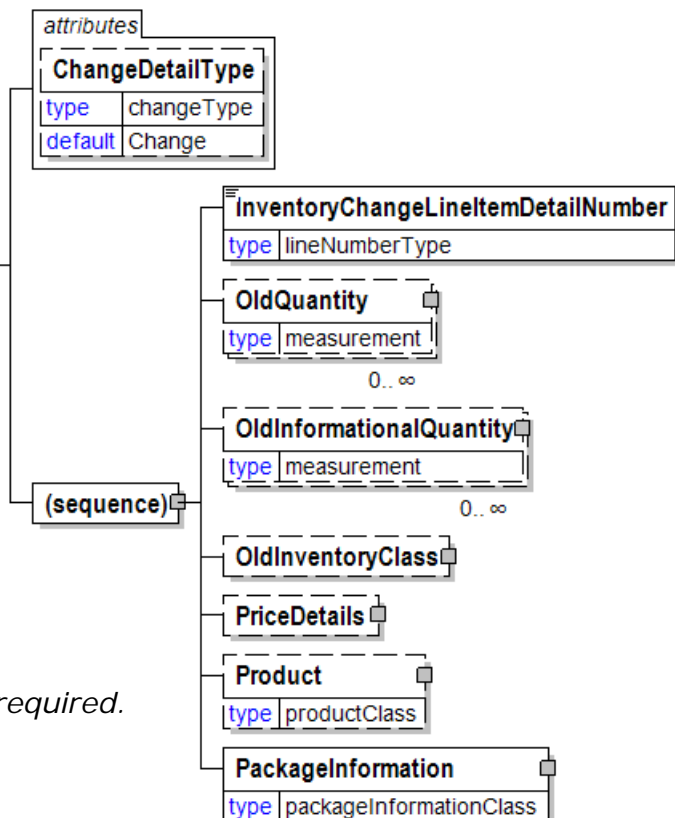 attributes
ChangeDetailType
type changeType
default Change
InventoryChangeLineItemDetailNumber
type lineNumberType
OldQuantity
type measurement
0.. ∞
OldInformationalQuantity
type measurement
0.. ∞
(sequence)
OldInventoryClass
PriceDetails
Product
required.
type productClass
PackageInformation
type packageInformationClass